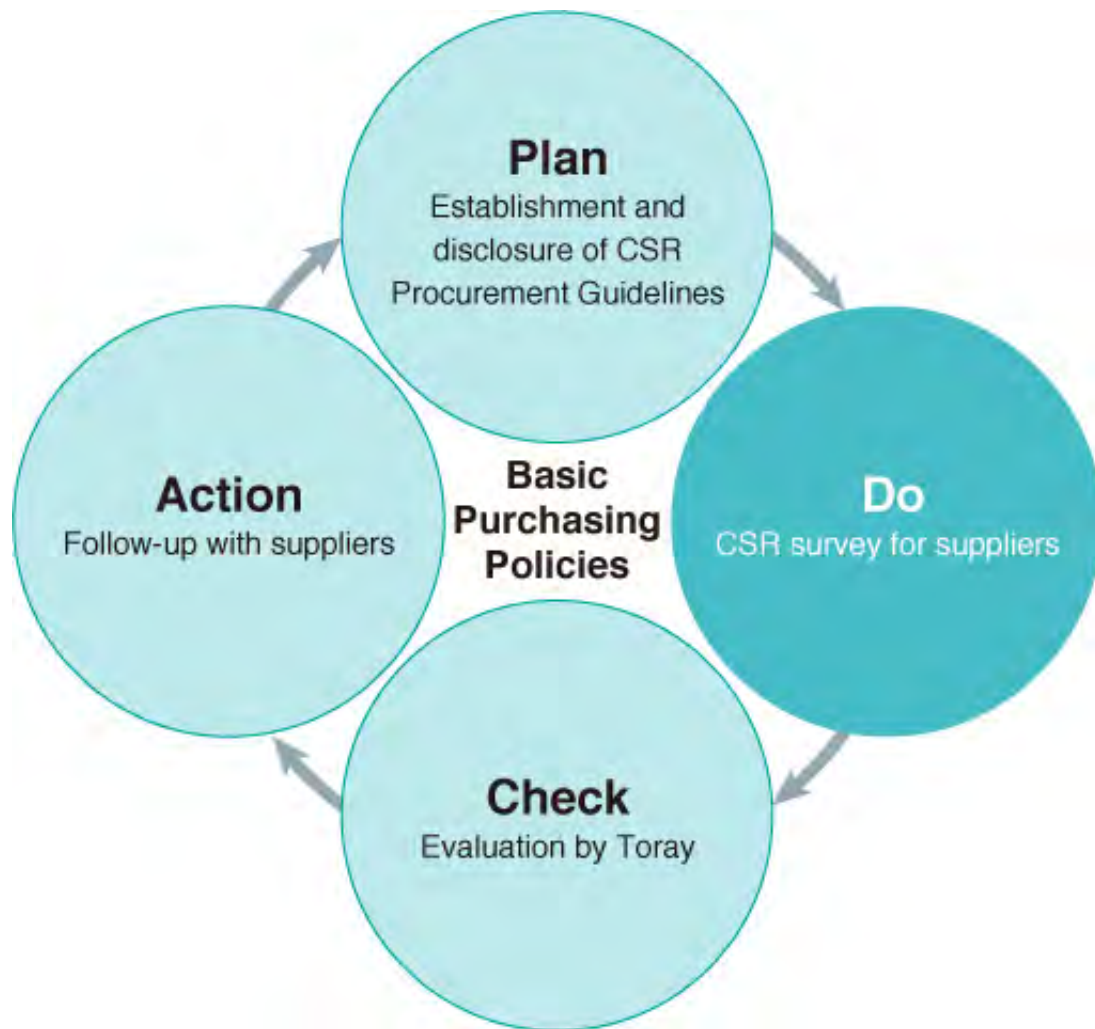 Plan
Establishment and
disclosure of CSR
Procurement Guidelines
Action
Follow-up with suppliers
Basic
Purchasing
Policies
Do
CSR survey for suppliers
Check
Evaluation by Toray